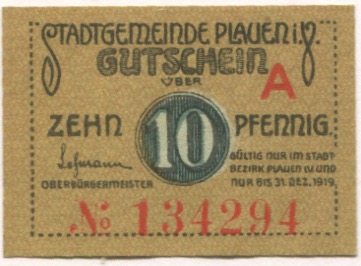 STADTGEMEINDE PLAUEN i.V.
GUTSCHEIN
ÜBER
A
ZEHN 10 PFENNIG.
OBERBÜRGERMEISTER
GÜLTIG NUR IM STADT-
BEZIRK PLAUEN I.V. UND
NUR BIS 31. DEZ. 1919.
№ 134294